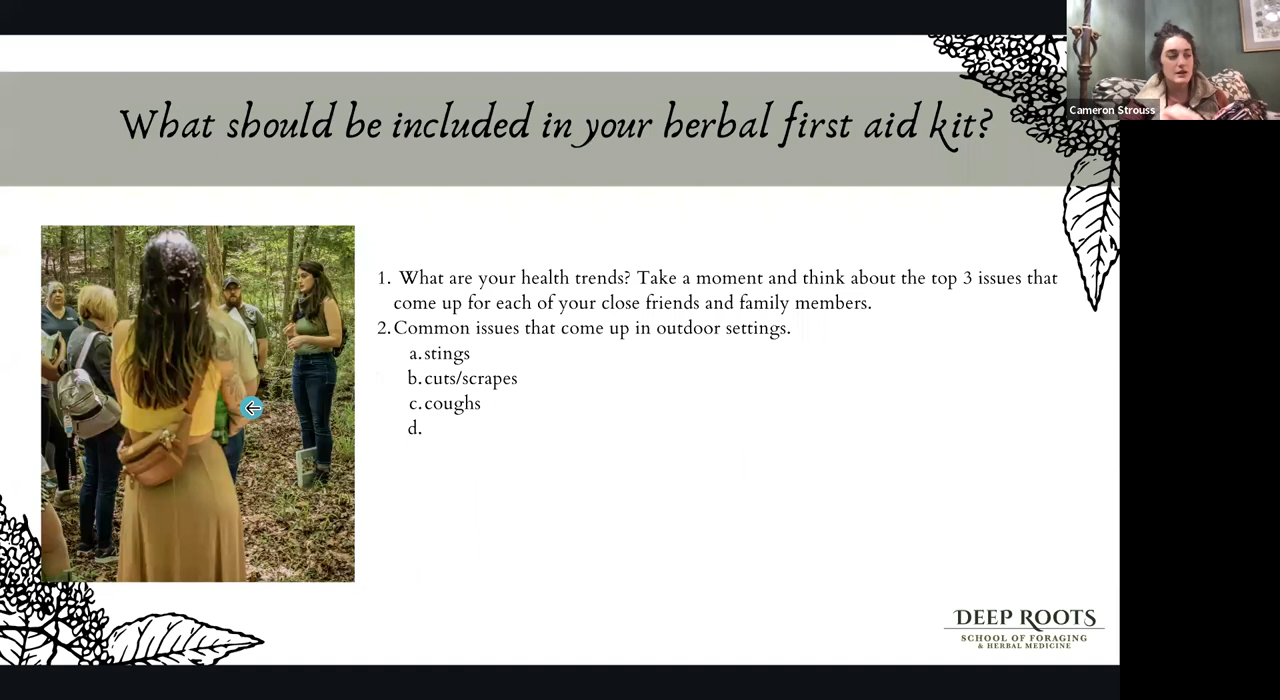 What should be included in your herbal first aid kit?
Cameron Strouss
1. What are your health trends? Take a moment and think about the top 3 issues that
come up for each of your close friends and family members.
2. Common issues that come up in outdoor settings.
a. stings
b. cuts/scrapes
c. coughs
d.
DEEP ROOTS
SCHOOL OF FORAGING
& HERBAL MEDICINE